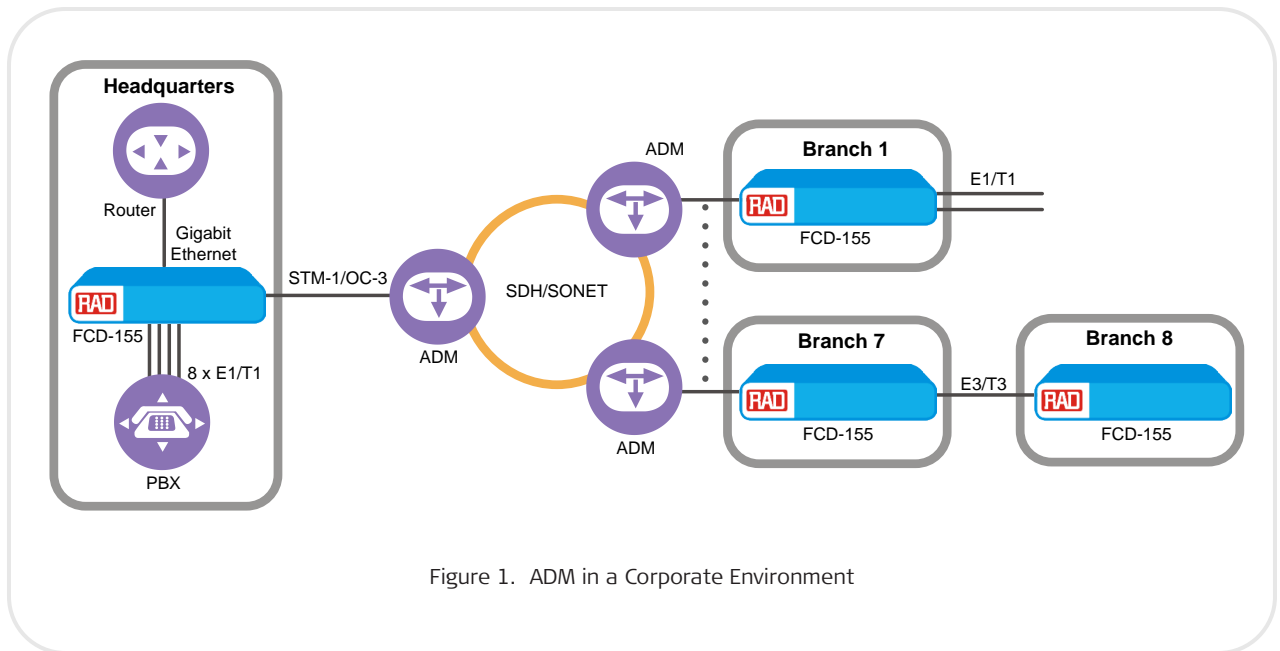 Headquarters
Router
Gigabit
Ethernet
RAD
FCD-155
8 x E1/T1
PBX
STM-1/OC-3
ADM
SDH/SONET
ADM
ADM
Branch 1
RAD
FCD-155
E1/T1
Branch 7
RAD
FCD-155
E3/T3
Branch 8
RAD
FCD-155
Figure 1. ADM in a Corporate Environment